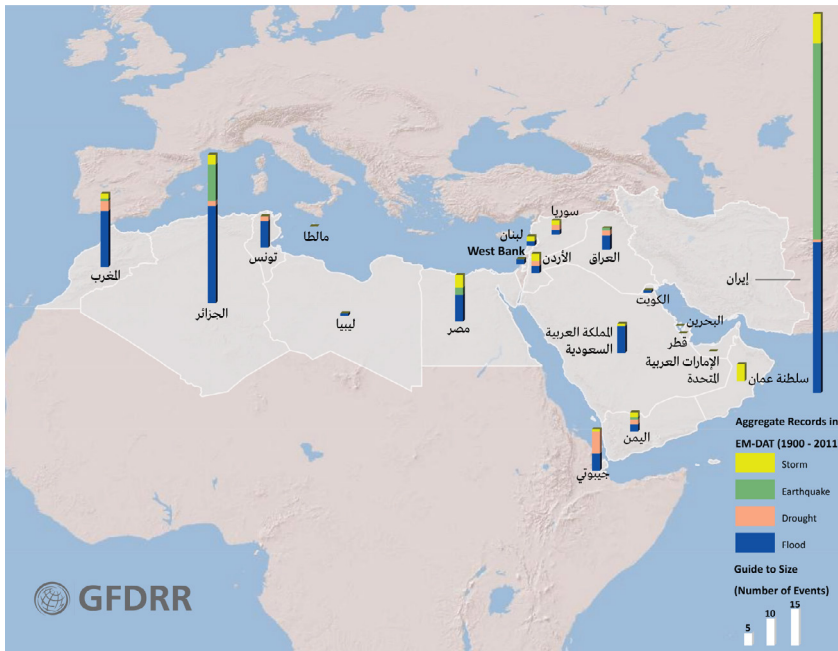 سوريا
لبنان
West Bank
الأردن
العراق
مالطا
تونس
المغرب
الجزائر
ليبيا
مصر
إيران
الكويت
البحرين
قطر
المملكة العربية
السعودية
الإمارات العربية
المتحدة
سلطنة عمان
اليمن
جيبوتي
Aggregate Records in
EM-DAT (1900 - 2011
Storm
Earthquake
Drought
Flood
Guide to Size
(Number of Events)
5
10
15
GFDRR